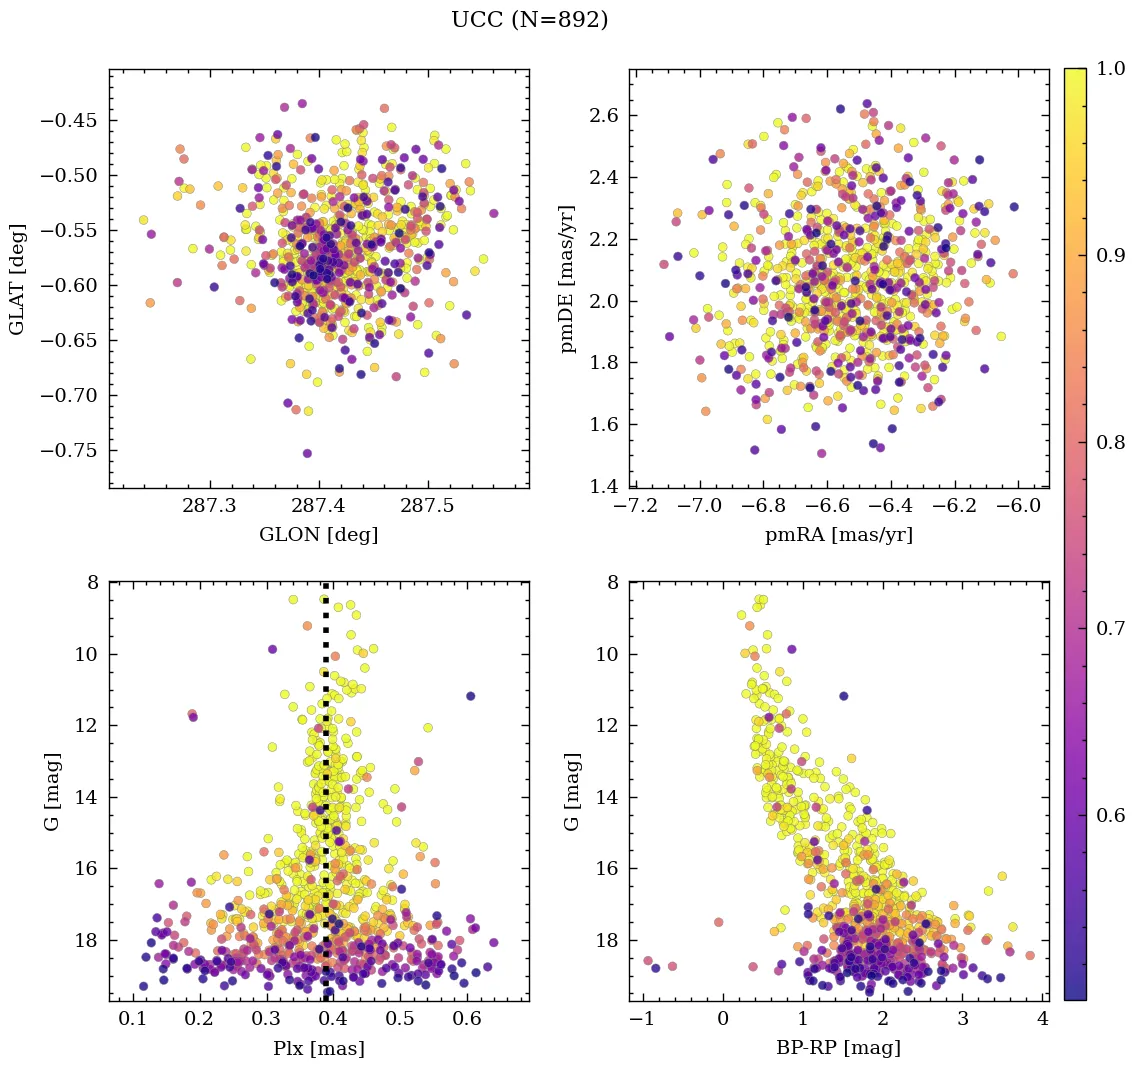 UCC (N=892)
−0.45
−0.50
−0.55
−0.60
−0.65
−0.70
−0.75
GLAT [deg]
287.3 287.4 287.5
GLON [deg]
2.6
2.4
2.2
2.0
1.8
1.6
1.4
pmDE [mas/yr]
−7.2 −7.0 −6.8 −6.6 −6.4 −6.2 −6.0
pmRA [mas/yr]
1.0
0.9
0.8
0.7
0.6
8
10
12
14
16
18
G [mag]
0.1 0.2 0.3 0.4 0.5 0.6
Plx [mas]
8
10
12
14
16
18
G [mag]
−1 0 1 2 3 4
BP-RP [mag]